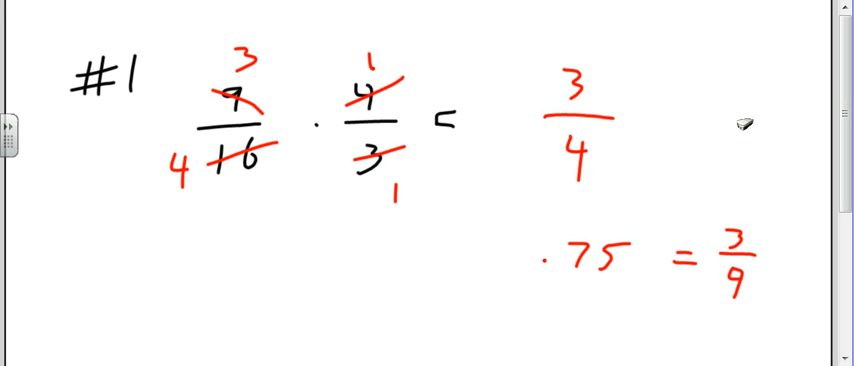 #1 9/16 · 4/3 = 3/4
3 1
4 1
.75 = 3/9